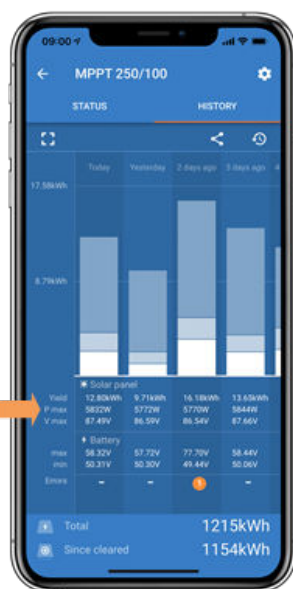 09:00
MPPT 250/100
STATUS HISTORY
Today Yesterday 2 days ago 3 days ago 4
17.58kWh
8.79kWh
Solar panel
Yield 12.80kWh 9.71kWh 16.18kWh 13.65kWh
P max 5832W 5772W 5770W 5844W
V max 87.49V 86.59V 86.54V 87.66V
Battery
max 58.32V 57.72V 77.70V 58.44V
min 50.31V 50.30V 49.44V 50.06V
Errors - - 1 -
Total 1215kWh
Since cleared 1154kWh